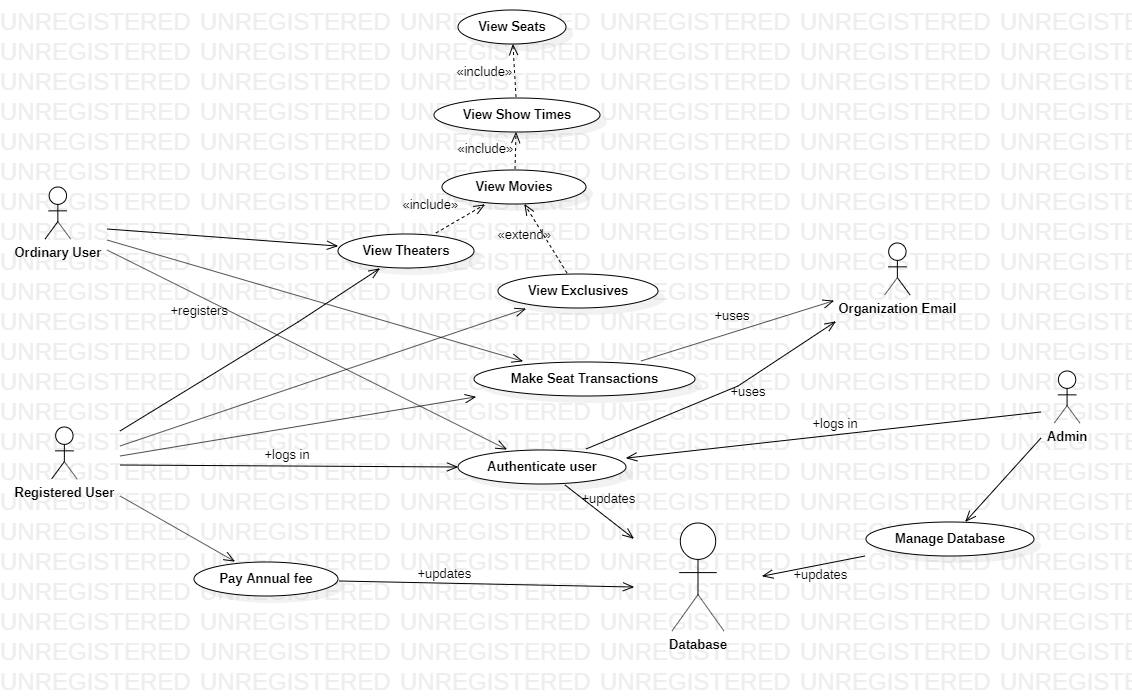 View Seats
«include»
View Show Times
«include»
View Movies
«include»
«extend»
Ordinary User
View Theaters
View Exclusives
+registers
Organization Email
+uses
Make Seat Transactions
+uses
+logs in
Admin
+logs in
Authenticate user
Registered User
+updates
Manage Database
Pay Annual fee
+updates
+updates
Database
UNREGISTERED UNREGISTERED UNREGISTERED UNREGISTERED UNREGISTERED